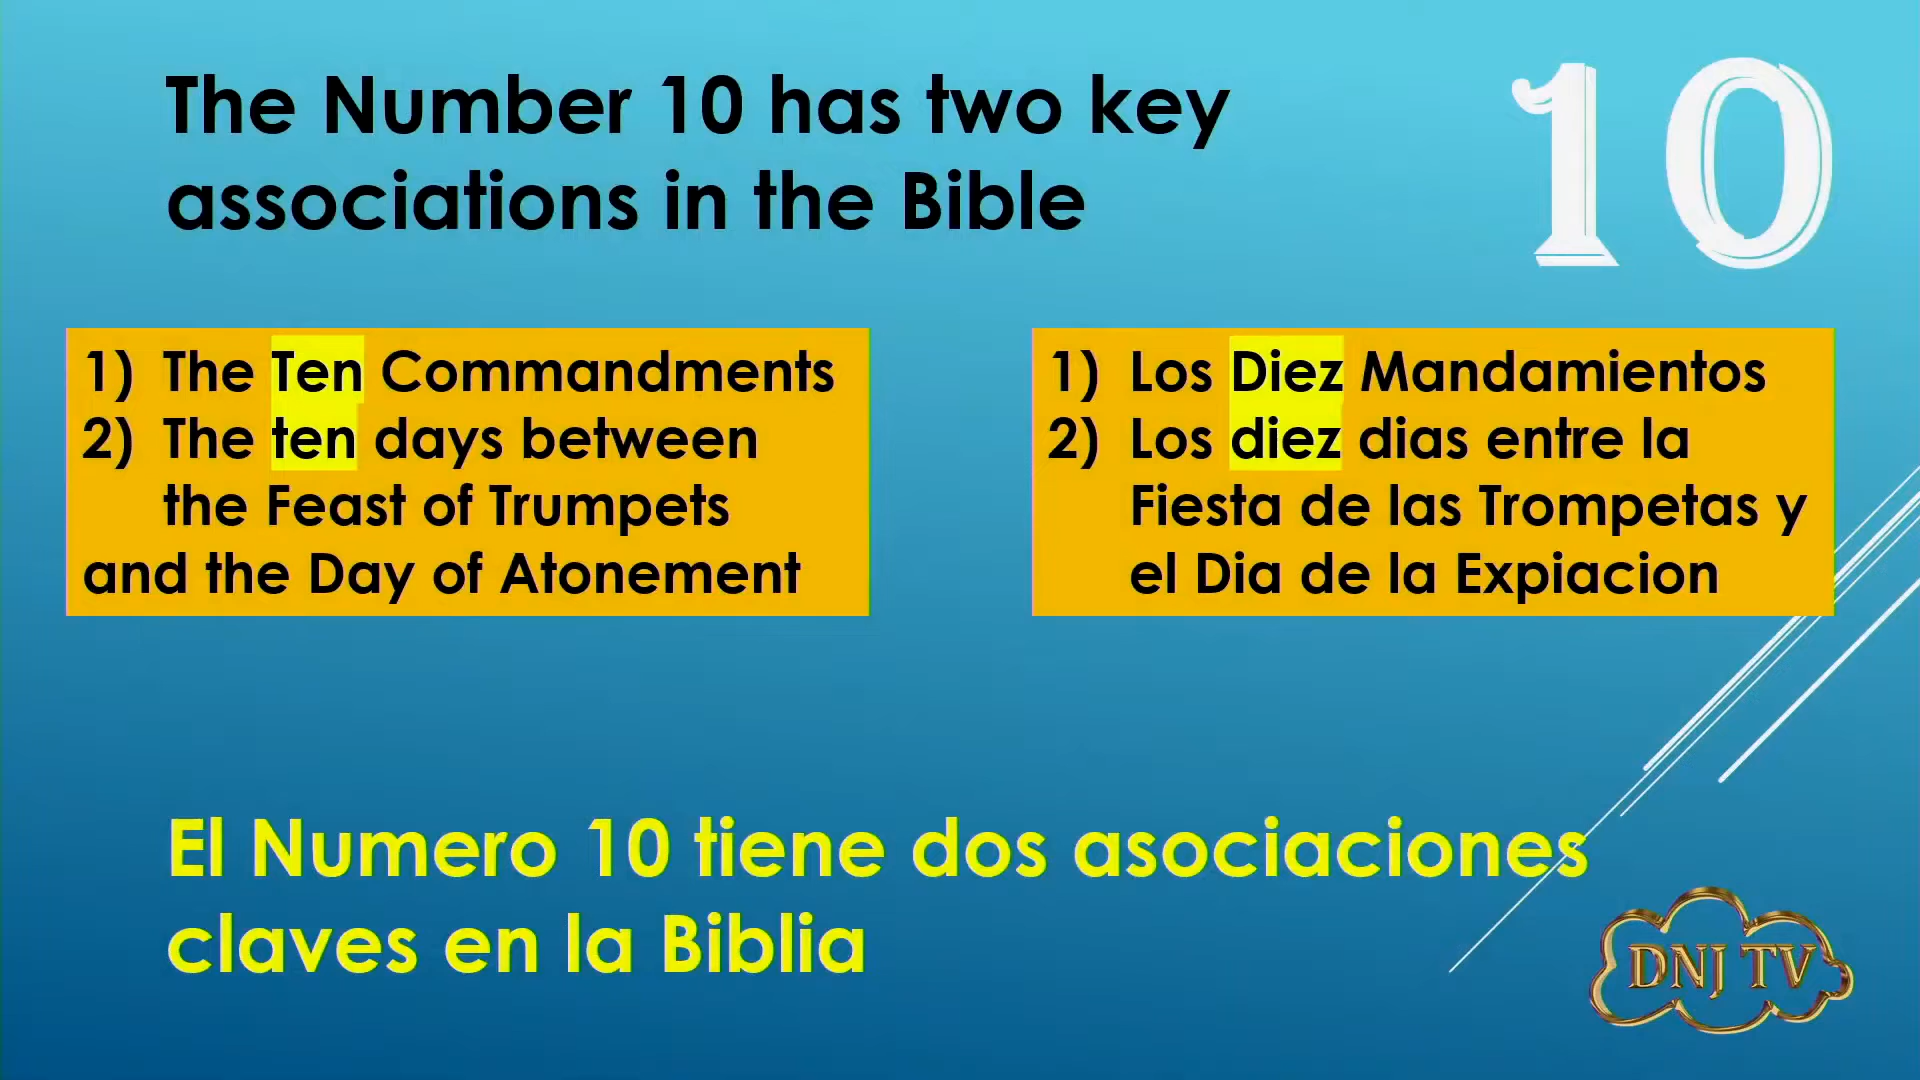 The Number 10 has two key
associations in the Bible
10
1) The Ten Commandments
2) The ten days between
the Feast of Trumpets
and the Day of Atonement
1) Los Diez Mandamientos
2) Los diez dias entre la
Fiesta de las Trompetas y
el Dia de la Expiacion
El Numero 10 tiene dos asociaciones
claves en la Biblia
DNJ TV